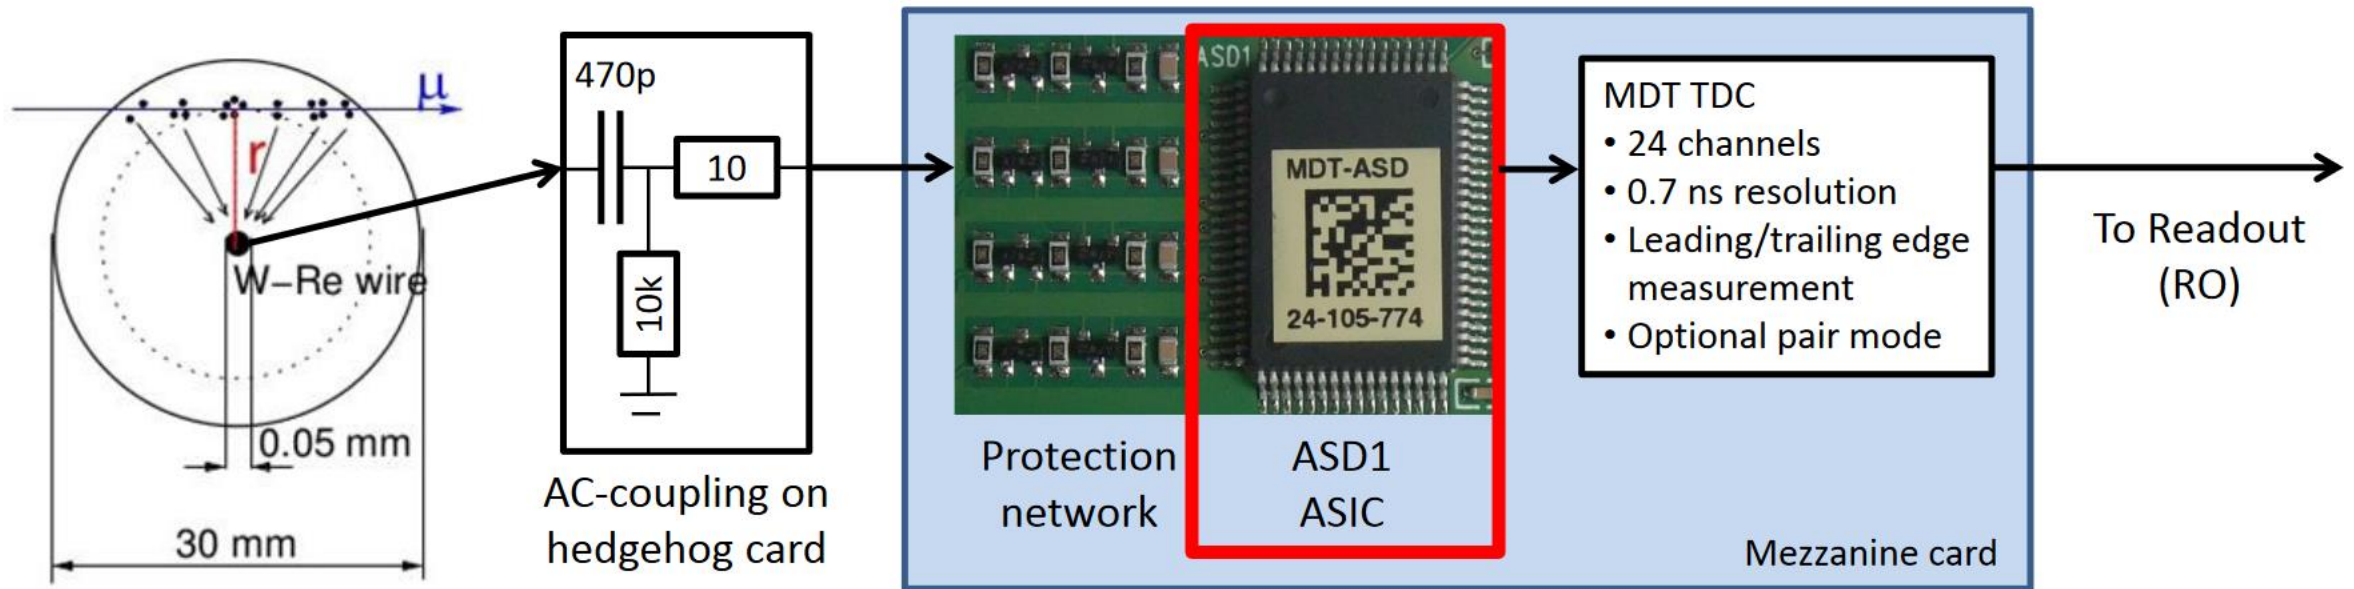 μ
r
W–Re wire
0.05 mm
30 mm
470p
10
10k
AC-coupling on
hedgehog card
ASD1
MDT-ASD
24-105-774
Protection
network
ASD1
ASIC
MDT TDC
• 24 channels
• 0.7 ns resolution
• Leading/trailing edge
measurement
• Optional pair mode
Mezzanine card
To Readout
(RO)